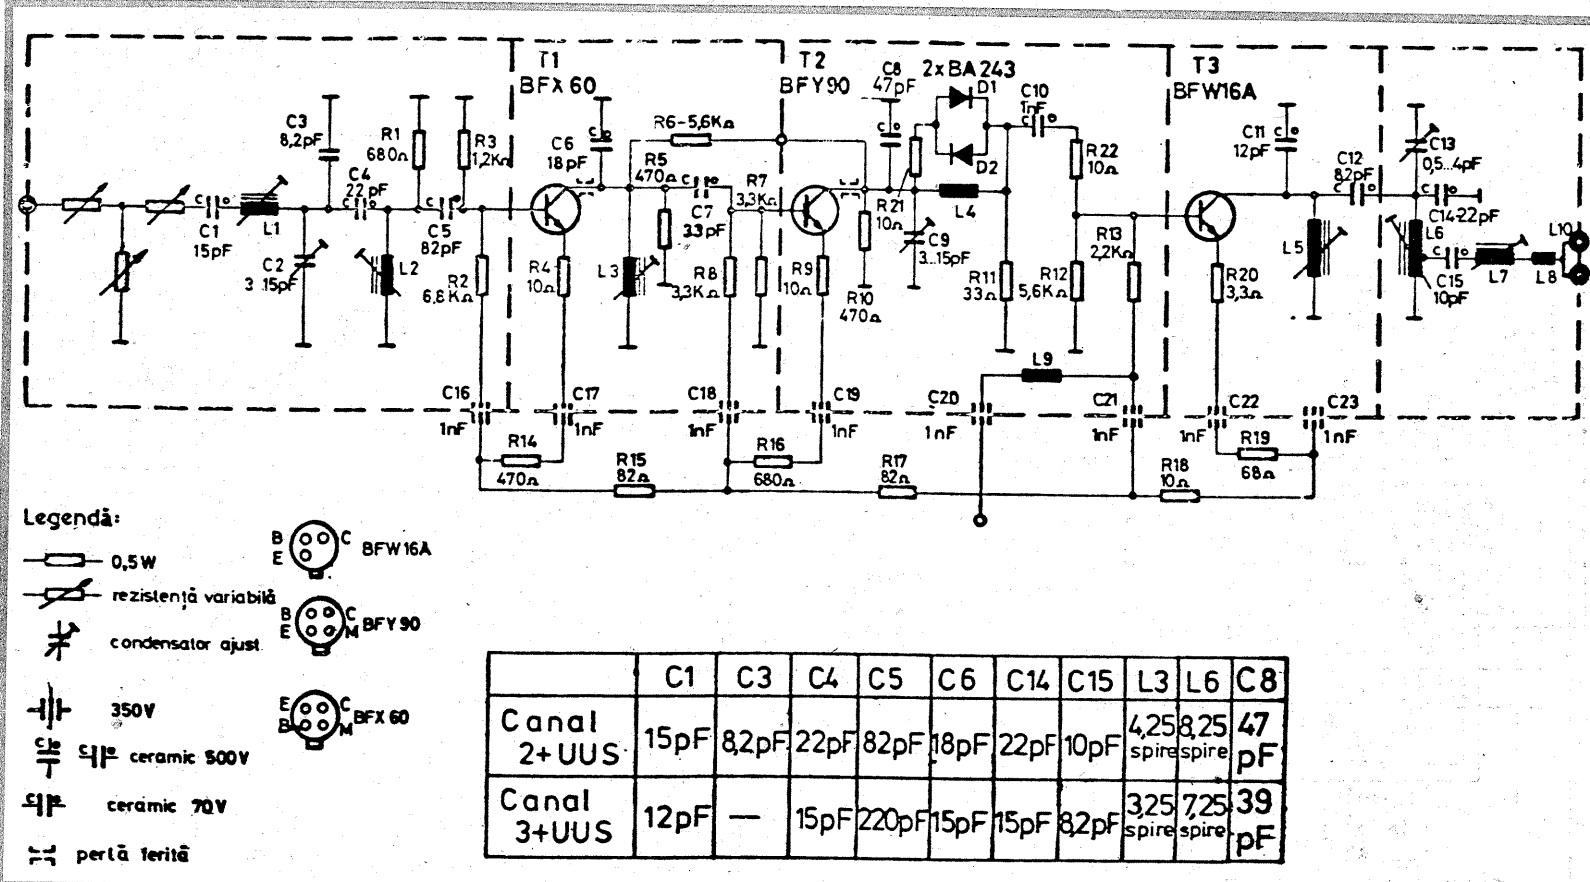 T1
BFX 60
T2
BFY90
C8
47pF
2xBA243
D1
D2
C10
1nF
T3
BFW16A
C3
8,2pF
R1
680Ω
R3
1,2KΩ
C4
22pF
C1
15pF
L1
C2
3..15pF
L2
C5
82pF
R2
6,8KΩ
C6
18pF
R6-5,6KΩ
R5
470Ω
C7
33pF
R7
3,3KΩ
R4
10Ω
L3
R8
3,3KΩ
R9
10Ω
R10
470Ω
R21
10Ω
C9
3...15pF
L4
R22
10Ω
R11
33Ω
R12
5,6KΩ
R13
2,2KΩ
L9
C11
12pF
C12
82pF
C13
0,5...4pF
C14-22pF
R20
3,3Ω
L5
L6
C15
10pF
L7
L8
L10
C16
1nF
C17
1nF
C18
1nF
C19
1nF
C20
1nF
C21
1nF
C22
1nF
C23
1nF
R14
470Ω
R15
82Ω
R16
680Ω
R17
82Ω
R18
10Ω
R19
68Ω
Legendă:
0,5W
rezistență variabilă
condensator ajust.
350V
ceramic 500V
ceramic 70V
perlă ferită
B C E BFW16A
B C E M BFY90
E C B M BFX 60
C1 C3 C4 C5 C6 C14 C15 L3 L6 C8
Canal 2+UUS 15pF 8,2pF 22pF 82pF 18pF 22pF 10pF 4,25 spire 8,25 spire 47 pF
Canal 3+UUS 12pF — 15pF 220pF 15pF 15pF 8,2pF 3,25 spire 7,25 spire 39 pF